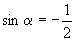 sin α = −1/2